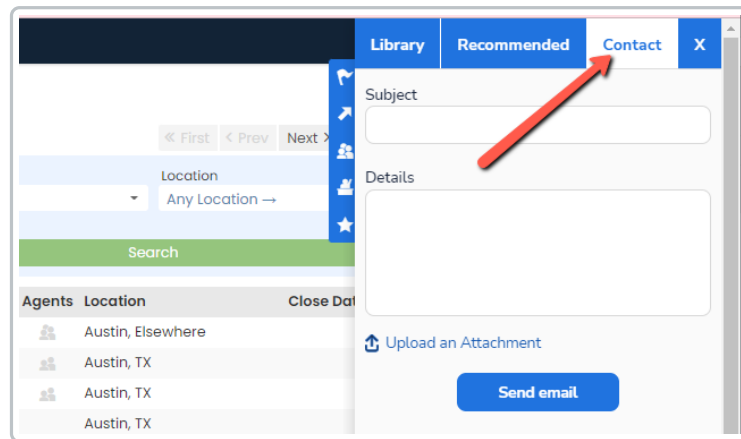 Library Recommended Contact X
Subject
« First < Prev Next >
Location
Any Location →
Details
Search
Agents Location Close Dat
Austin, Elsewhere
Austin, TX
Austin, TX
Austin, TX
Upload an Attachment
Send email